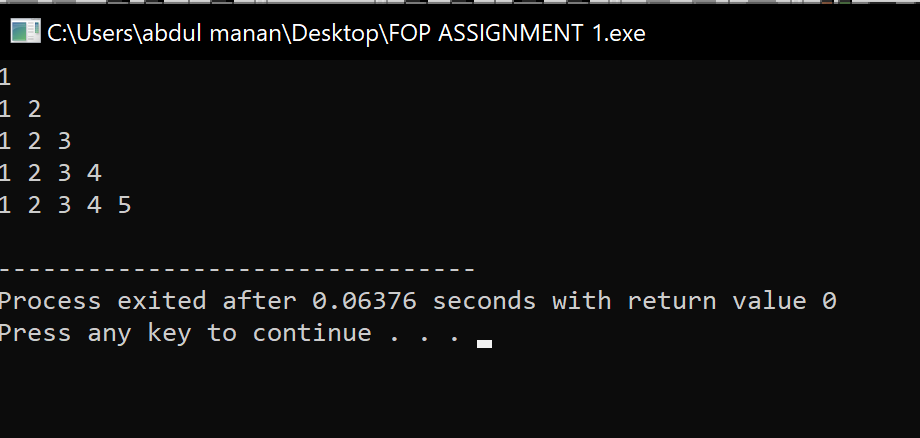 C:\Users\abdul manan\Desktop\FOP ASSIGNMENT 1.exe
1
1 2
1 2 3
1 2 3 4
1 2 3 4 5
--------------------------------
Process exited after 0.06376 seconds with return value 0
Press any key to continue . . .